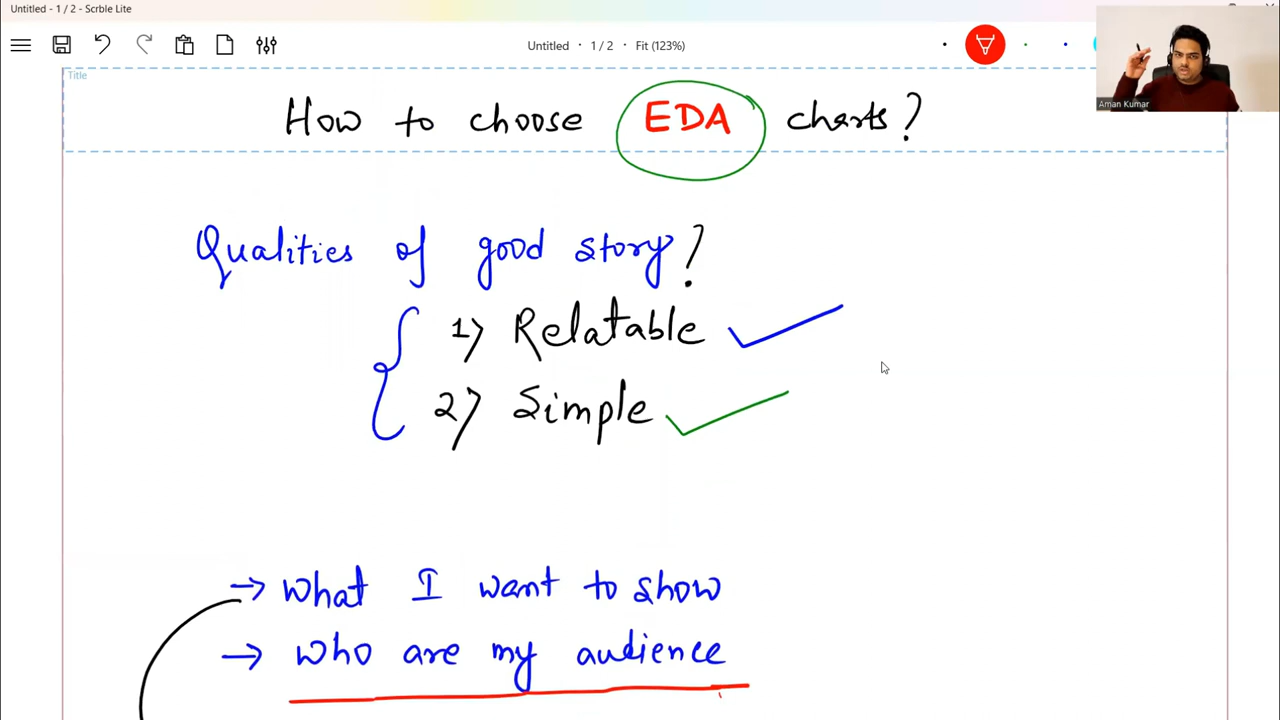 Untitled - 1 / 2 - Scrble Lite
Untitled • 1 / 2 • Fit (123%)
Aman Kumar
Title
How to choose EDA charts?
Qualities of good story?
1) Relatable
2) Simple
→ What I want to show
→ who are my audience